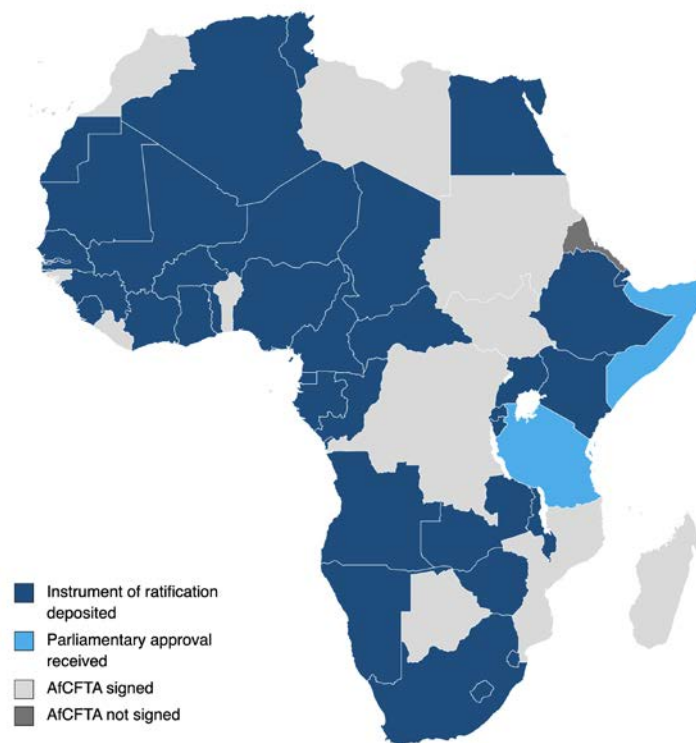 Instrument of ratification
deposited
Parliamentary approval
received
AfCFTA signed
AfCFTA not signed